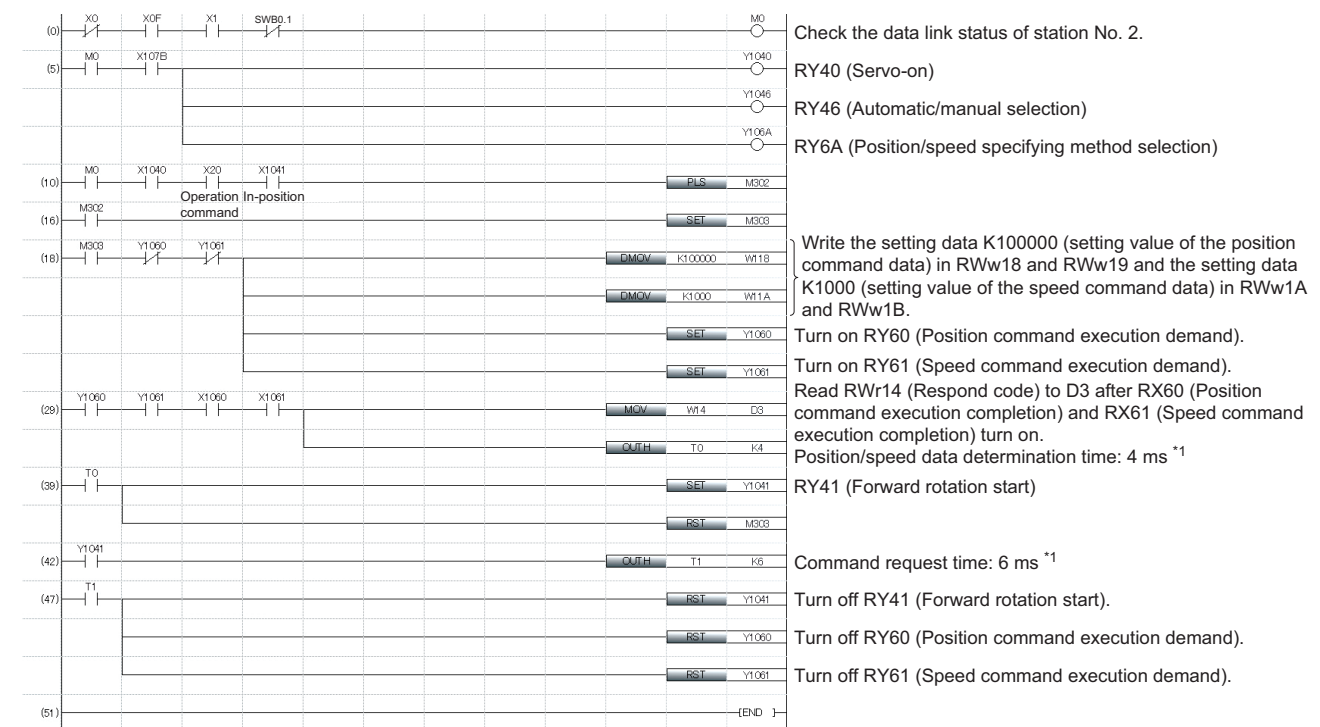 X0 X0F X1 SWB0.1 M0
(0) Check the data link status of station No. 2.
M0 X107B Y1040
(5) RY40 (Servo-on)
Y1046
RY46 (Automatic/manual selection)
Y106A
RY6A (Position/speed specifying method selection)
M0 X1040 X20 X1041
(10) PLS M302
Operation In-position
command
M302
(16) SET M303
M303 Y1060 Y1061
(18) DMOV K100000 W118
DMOV K1000 W11A
Write the setting data K100000 (setting value of the position
command data) in RWw18 and RWw19 and the setting data
K1000 (setting value of the speed command data) in RWw1A
and RWw1B.
SET Y1060
Turn on RY60 (Position command execution demand).
SET Y1061
Turn on RY61 (Speed command execution demand).
Y1060 Y1061 X1060 X1061
(29) MOV W14 D3
Read RWr14 (Respond code) to D3 after RX60 (Position
command execution completion) and RX61 (Speed command
execution completion) turn on.
OUTH T0 K4
Position/speed data determination time: 4 ms *1
T0
(39) SET Y1041 RY41 (Forward rotation start)
RST M303
Y1041
(42) OUTH T1 K6 Command request time: 6 ms *1
T1
(47) RST Y1041 Turn off RY41 (Forward rotation start).
RST Y1060 Turn off RY60 (Position command execution demand).
RST Y1061 Turn off RY61 (Speed command execution demand).
(51) [END ]